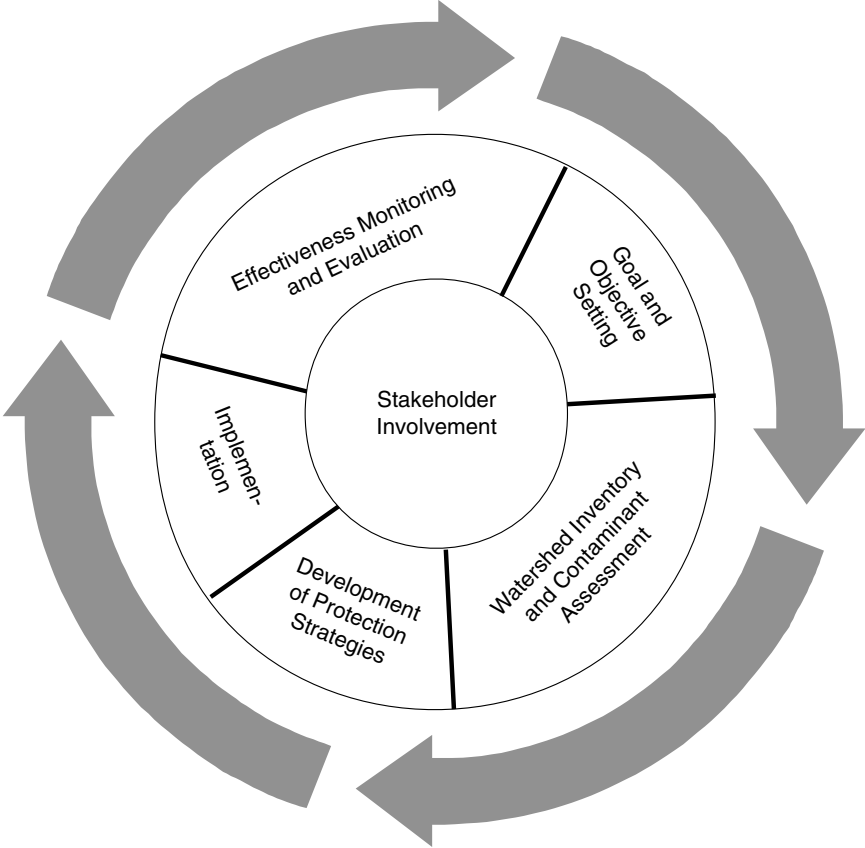 Effectiveness Monitoring
and Evaluation
Goal and
Objective
Setting
Stakeholder
Involvement
Implemen-
tation
Watershed Inventory
and Contaminant
Assessment
Development
of Protection
Strategies